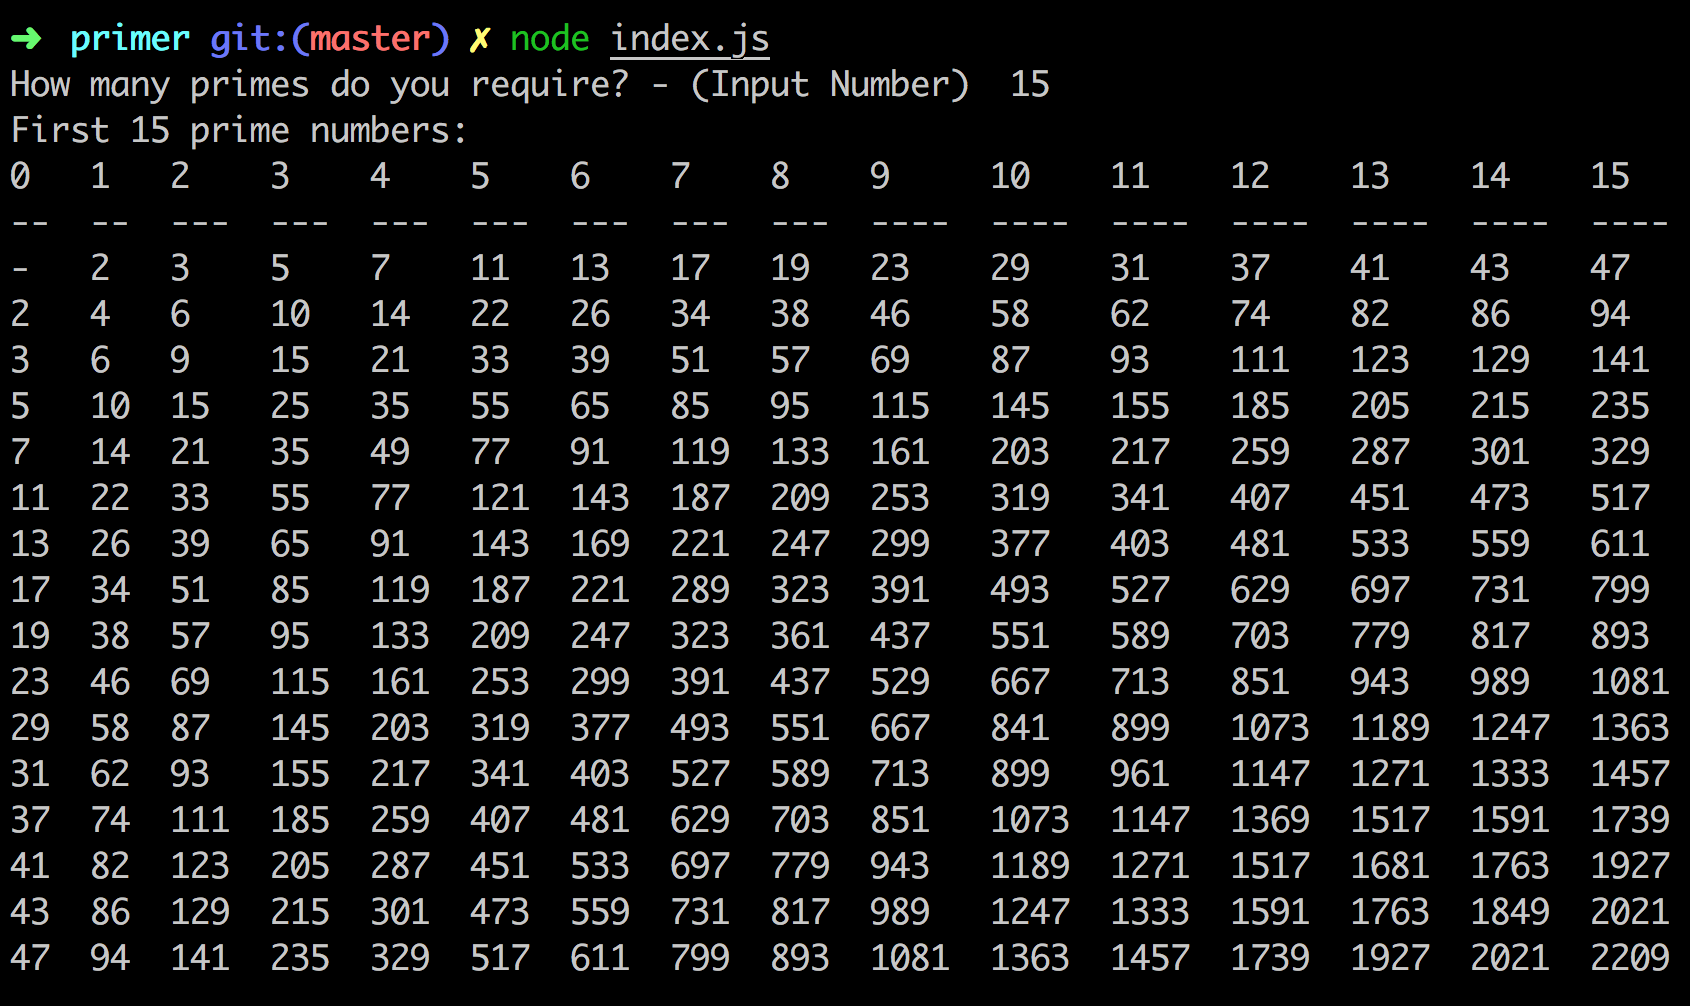 ➜  primer git:(master) ✗ node index.js
How many primes do you require? - (Input Number)  15
First 15 prime numbers:
0   1   2    3    4    5    6    7    8    9     10    11    12    13    14    15
--  --  ---  ---  ---  ---  ---  ---  ---  ----  ----  ----  ----  ----  ----  ----
-   2   3    5    7    11   13   17   19   23    29    31    37    41    43    47
2   4   6    10   14   22   26   34   38   46    58    62    74    82    86    94
3   6   9    15   21   33   39   51   57   69    87    93    111   123   129   141
5   10  15   25   35   55   65   85   95   115   145   155   185   205   215   235
7   14  21   35   49   77   91   119  133  161   203   217   259   287   301   329
11  22  33   55   77   121  143  187  209  253   319   341   407   451   473   517
13  26  39   65   91   143  169  221  247  299   377   403   481   533   559   611
17  34  51   85   119  187  221  289  323  391   493   527   629   697   731   799
19  38  57   95   133  209  247  323  361  437   551   589   703   779   817   893
23  46  69   115  161  253  299  391  437  529   667   713   851   943   989   1081
29  58  87   145  203  319  377  493  551  667   841   899   1073  1189  1247  1363
31  62  93   155  217  341  403  527  589  713   899   961   1147  1271  1333  1457
37  74  111  185  259  407  481  629  703  851   1073  1147  1369  1517  1591  1739
41  82  123  205  287  451  533  697  779  943   1189  1271  1517  1681  1763  1927
43  86  129  215  301  473  559  731  817  989   1247  1333  1591  1763  1849  2021
47  94  141  235  329  517  611  799  893  1081  1363  1457  1739  1927  2021  2209